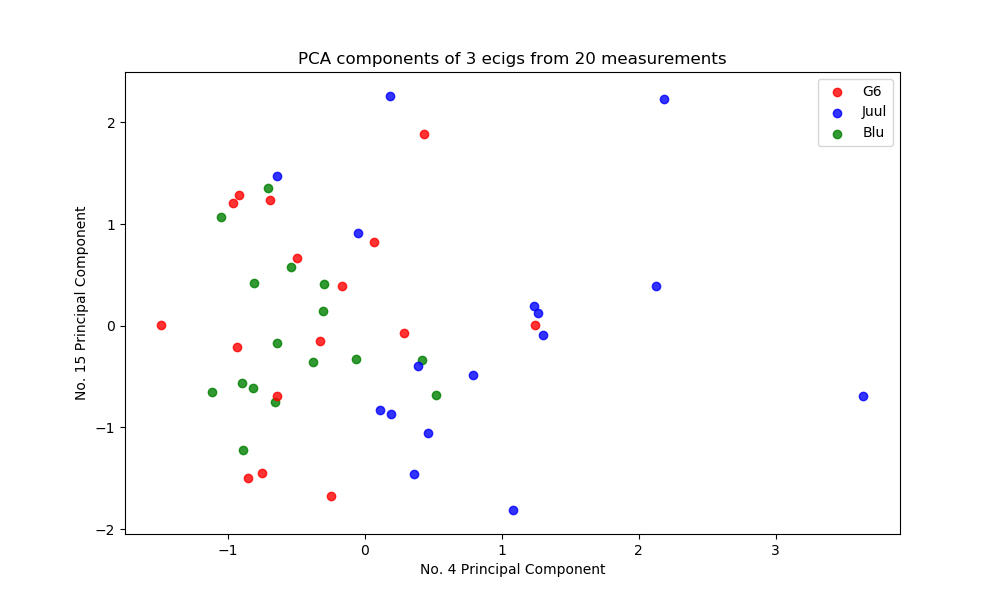 PCA components of 3 ecigs from 20 measurements
G6
Juul
Blu
No. 15 Principal Component
2
1
0
−1
−2
−1 0 1 2 3
No. 4 Principal Component